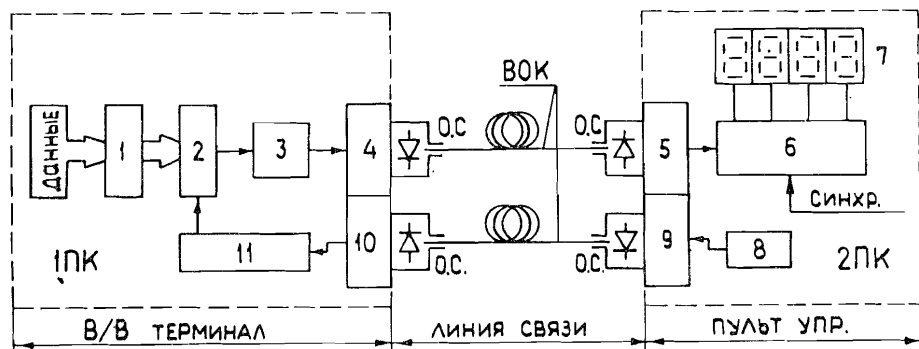 ВОК
7
О.С
О.С
ДАННЫЕ
1
2
3
4
5
6
СИНХР.
1ПК
11
10
О.С.
О.С.
9
8
2ПК
В/В ТЕРМИНАЛ
ЛИНИЯ СВЯЗИ
ПУЛЬТ УПР.